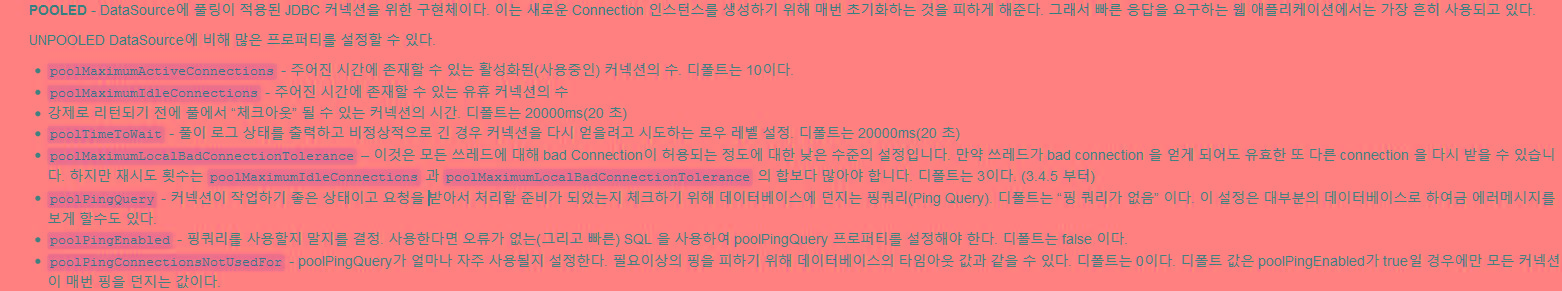 POOLED - DataSource에 풀링이 적용된 JDBC 커넥션을 위한 구현체이다. 이는 새로운 Connection 인스턴스를 생성하기 위해 매번 초기화하는 것을 피하게 해준다. 그래서 빠른 응답을 요구하는 웹 애플리케이션에서는 가장 흔히 사용되고 있다.
UNPOOLED DataSource에 비해 많은 프로퍼티를 설정할 수 있다.
• poolMaximumActiveConnections - 주어진 시간에 존재할 수 있는 활성화된(사용중인) 커넥션의 수. 디폴트는 10이다.
• poolMaximumIdleConnections - 주어진 시간에 존재할 수 있는 유휴 커넥션의 수
• 강제로 리턴되기 전에 풀에서 “체크아웃” 될 수 있는 커넥션의 시간. 디폴트는 20000ms(20 초)
• poolTimeToWait - 풀이 로그 상태를 출력하고 비정상적으로 긴 경우 커넥션을 다시 얻을려고 시도하는 로우 레벨 설정. 디폴트는 20000ms(20 초)
• poolMaximumLocalBadConnectionTolerance – 이것은 모든 쓰레드에 대해 bad Connection이 허용되는 정도에 대한 낮은 수준의 설정입니다. 만약 쓰레드가 bad connection 을 얻게 되어도 유효한 또 다른 connection 을 다시 받을 수 있습니
다. 하지만 재시도 횟수는 poolMaximumIdleConnections 과 poolMaximumLocalBadConnectionTolerance 의 합보다 많아야 합니다. 디폴트는 3이다. (3.4.5 부터)
• poolPingQuery - 커넥션이 작업하기 좋은 상태이고 요청을 받아서 처리할 준비가 되었는지 체크하기 위해 데이터베이스에 던지는 핑쿼리(Ping Query). 디폴트는 “핑 쿼리가 없음” 이다. 이 설정은 대부분의 데이터베이스로 하여금 에러메시지를
보게 할수도 있다.
• poolPingEnabled - 핑쿼리를 사용할지 말지를 결정. 사용한다면 오류가 없는(그리고 빠른) SQL 을 사용하여 poolPingQuery 프로퍼티를 설정해야 한다. 디폴트는 false 이다.
• poolPingConnectionsNotUsedFor - poolPingQuery가 얼마나 자주 사용될지 설정한다. 필요이상의 핑을 피하기 위해 데이터베이스의 타임아웃 값과 같을 수 있다. 디폴트는 0이다. 디폴트 값은 poolPingEnabled가 true일 경우에만 모든 커넥션
이 매번 핑을 던지는 값이다.